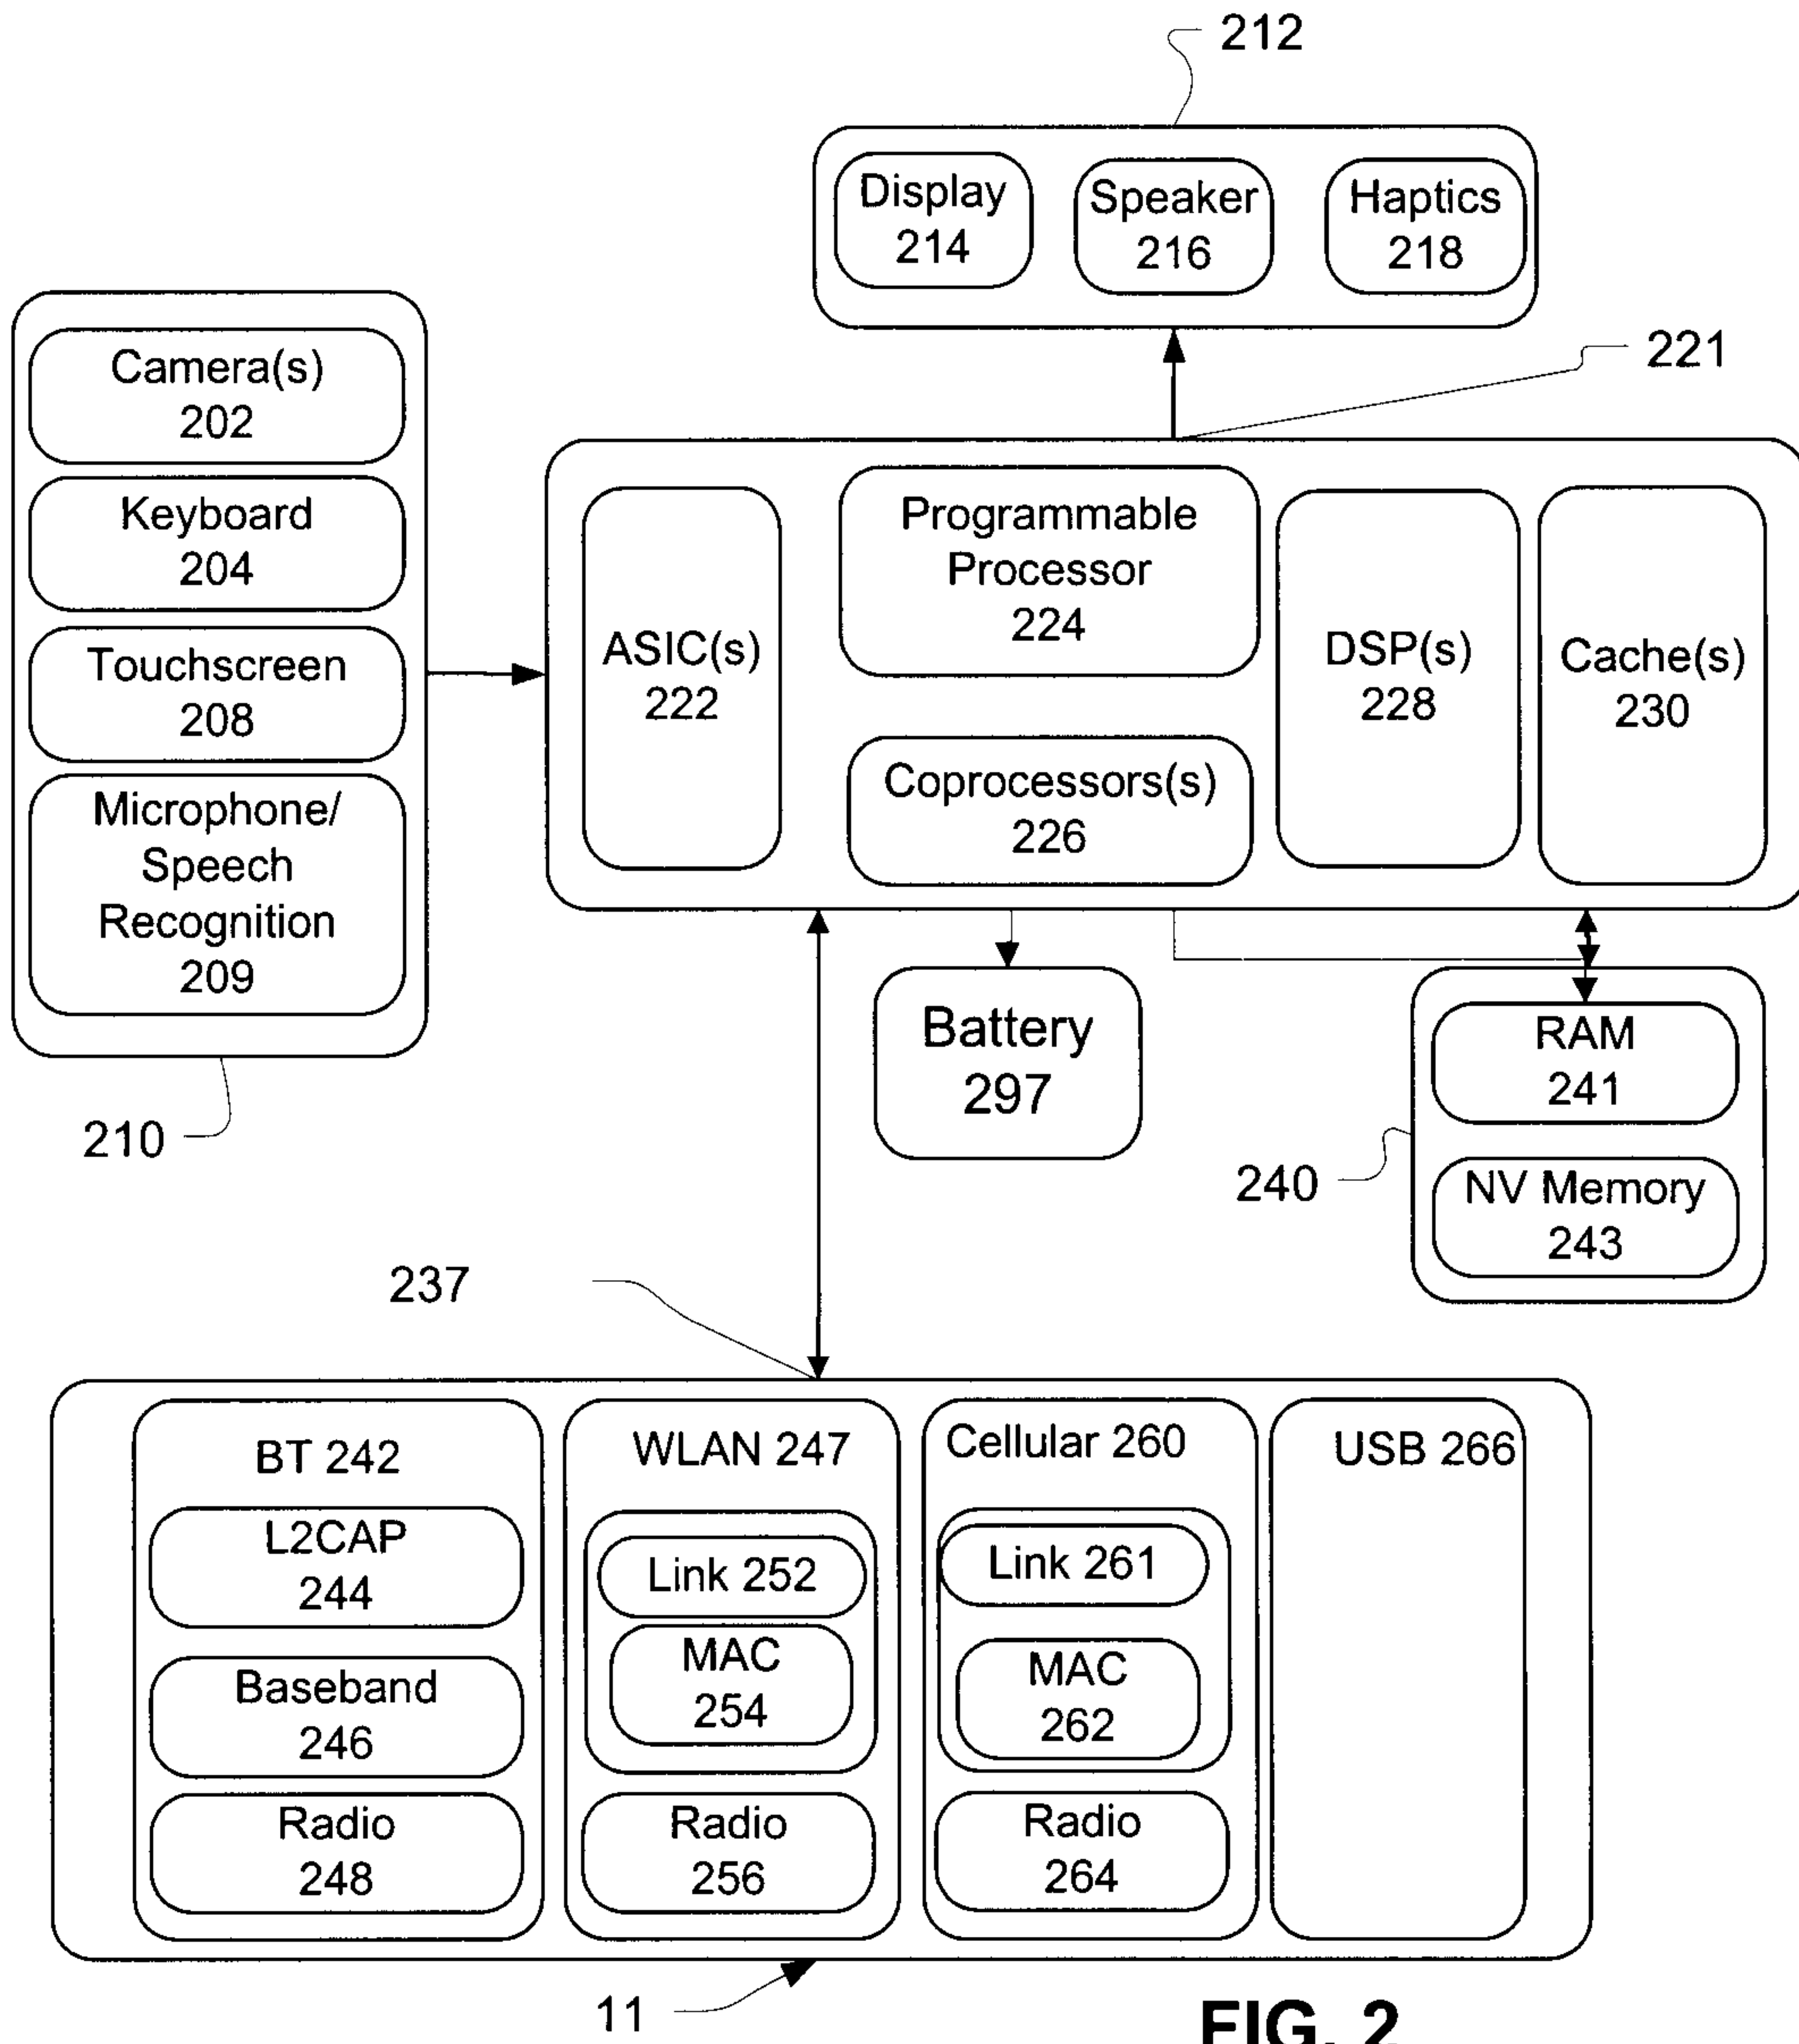 212
Display
214
Speaker
216
Haptics
218
221
Camera(s)
202
Keyboard
204
Touchscreen
208
Microphone/
Speech
Recognition
209
210
ASIC(s)
222
Programmable
Processor
224
Coprocessors(s)
226
DSP(s)
228
Cache(s)
230
Battery
297
RAM
241
NV Memory
243
240
237
BT 242
L2CAP
244
Baseband
246
Radio
248
WLAN 247
Link 252
MAC
254
Radio
256
Cellular 260
Link 261
MAC
262
Radio
264
USB 266
11
FIG. 2